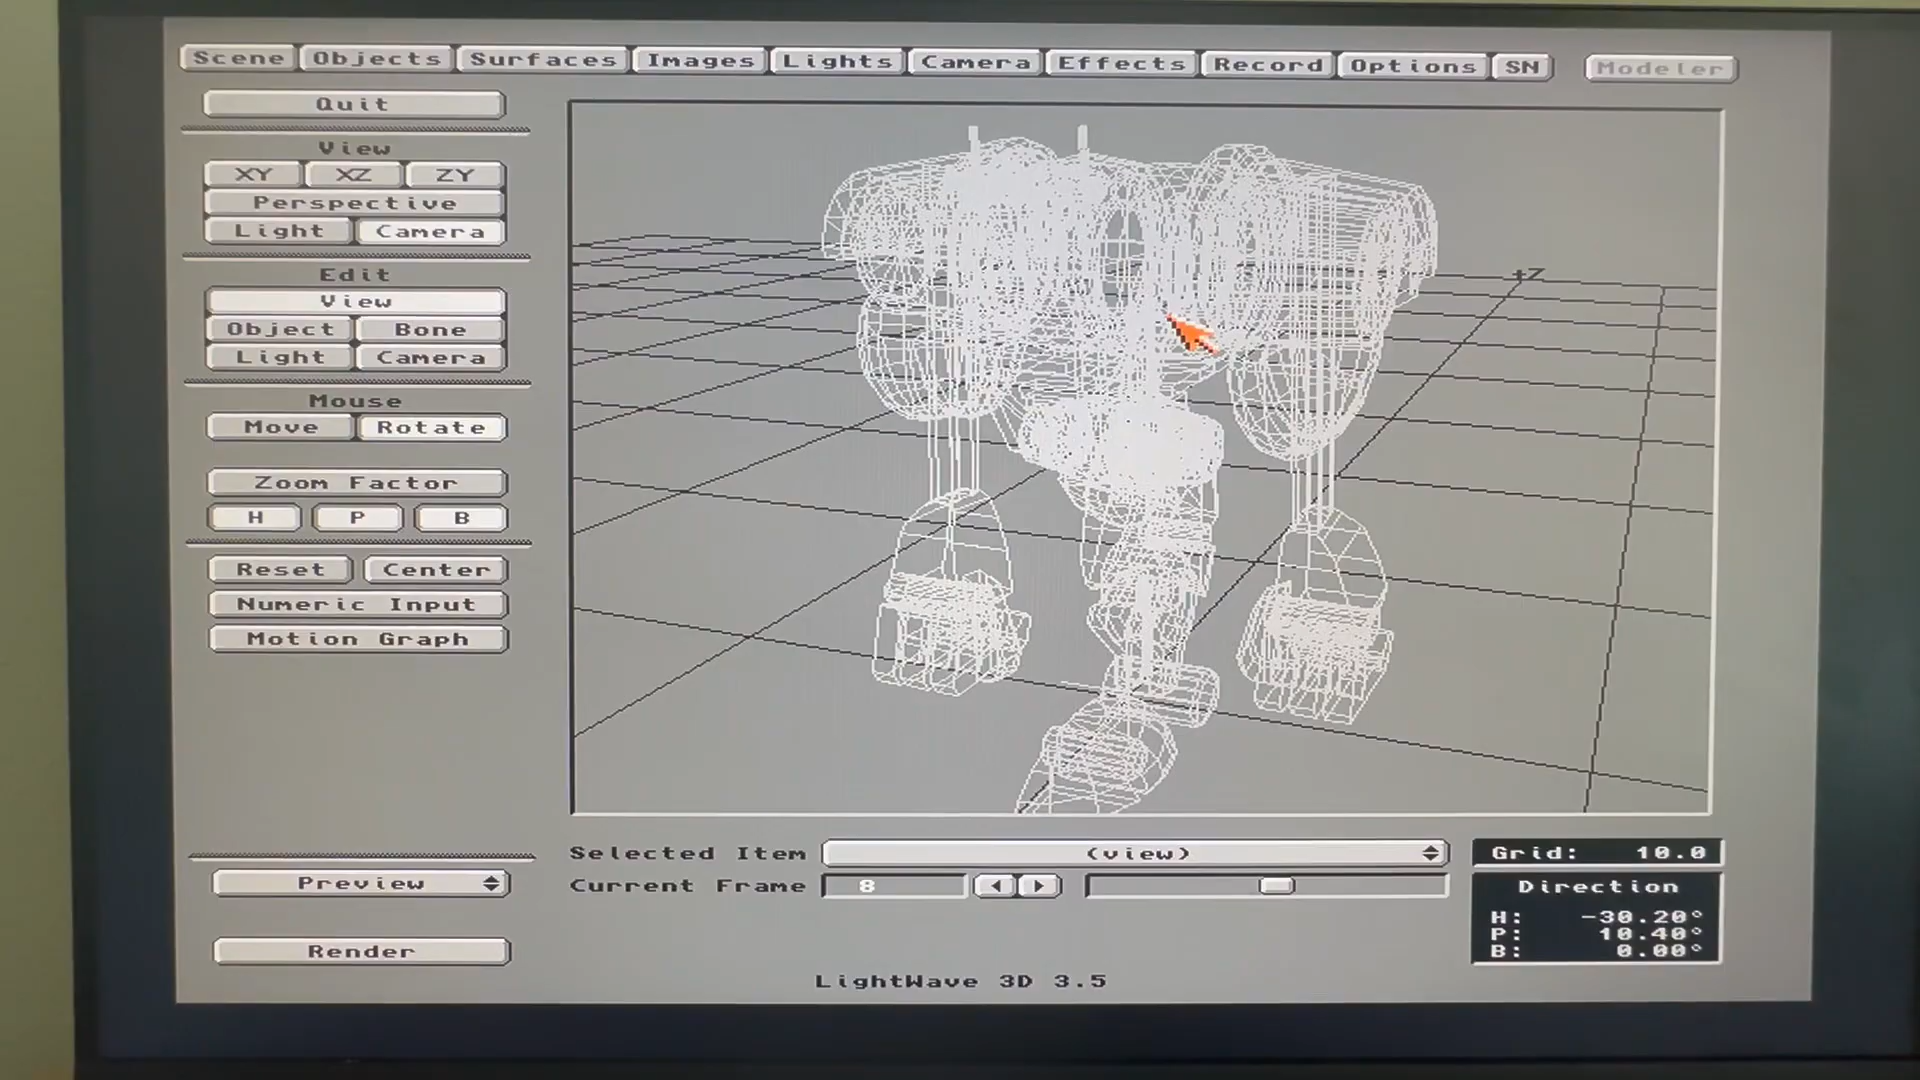 Scene Objects Surfaces Images Lights Camera Effects Record Options SN Modeler
Quit
View
XY XZ ZY
Perspective
Light Camera
Edit
View
Object Bone
Light Camera
Mouse
Move Rotate
Zoom Factor
H P B
Reset Center
Numeric Input
Motion Graph
+Z
Selected Item (view)
Grid: 10.0
Preview
Current Frame 8
Direction
H: -30.20°
P: 10.40°
B: 0.00°
Render
LightWave 3D 3.5